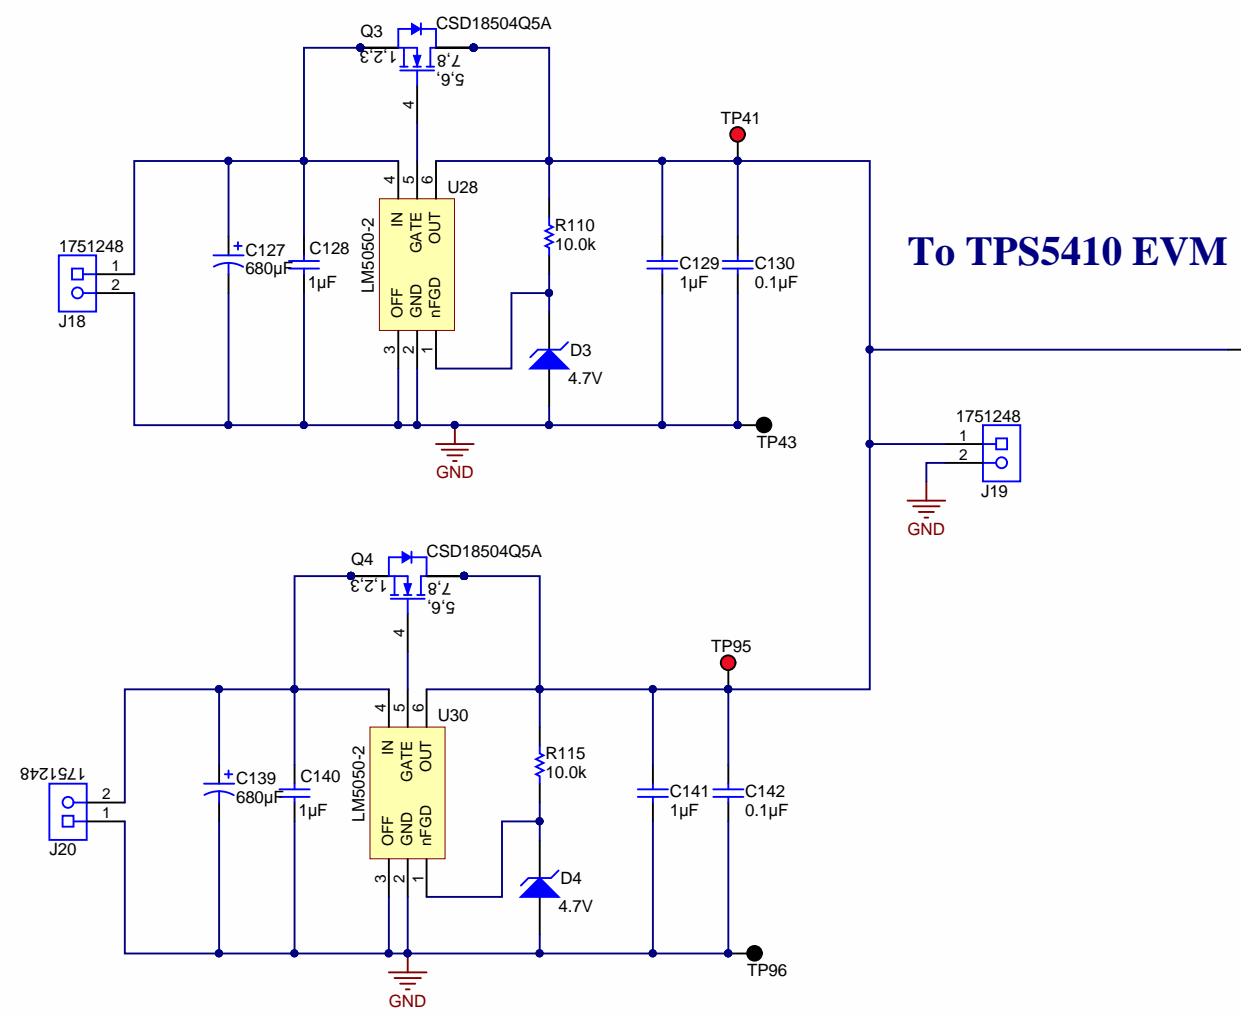 Q3
CSD18504Q5A
1,2,3
7,8
5,6,
4
TP41
4
5
6
U28
IN
GATE
OUT
LM5050-2
R110
10.0k
To TPS5410 EVM
1751248
1
2
J18
C127
680µF
C128
1µF
C129
1µF
C130
0.1µF
OFF
GND
nFGD
3
2
1
D3
4.7V
TP43
GND
1751248
1
2
J19
GND
Q4
CSD18504Q5A
1,2,3
7,8
5,6,
4
TP95
4
5
6
U30
IN
GATE
OUT
LM5050-2
R115
10.0k
1751248
2
1
J20
C139
680µF
C140
1µF
C141
1µF
C142
0.1µF
OFF
GND
nFGD
3
2
1
D4
4.7V
TP96
GND